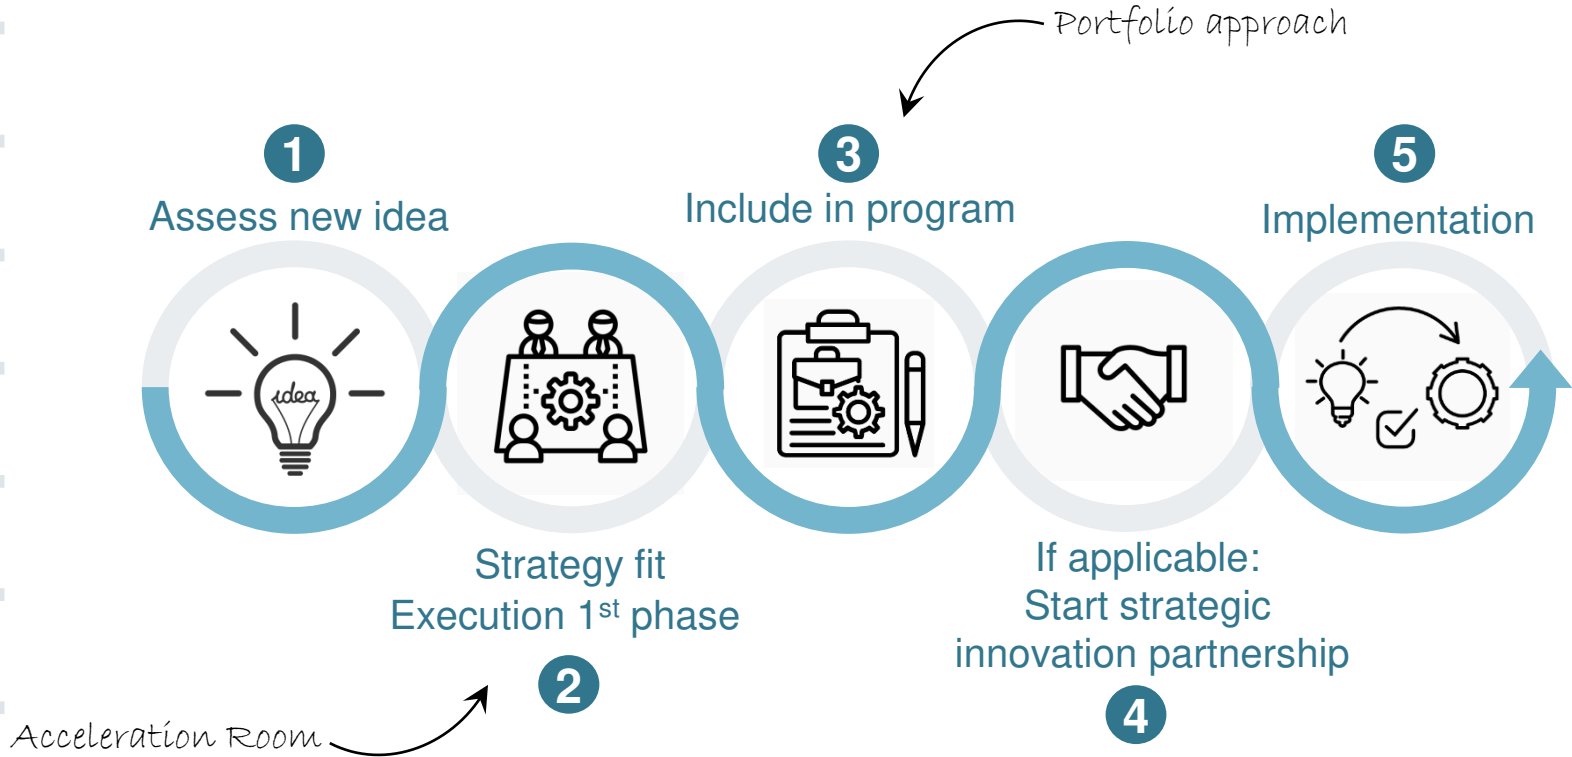 Portfolio approach
1
Assess new idea
idea
Strategy fit
Execution 1st phase
2
Acceleration Room
3
Include in program
If applicable:
Start strategic
innovation partnership
4
5
Implementation